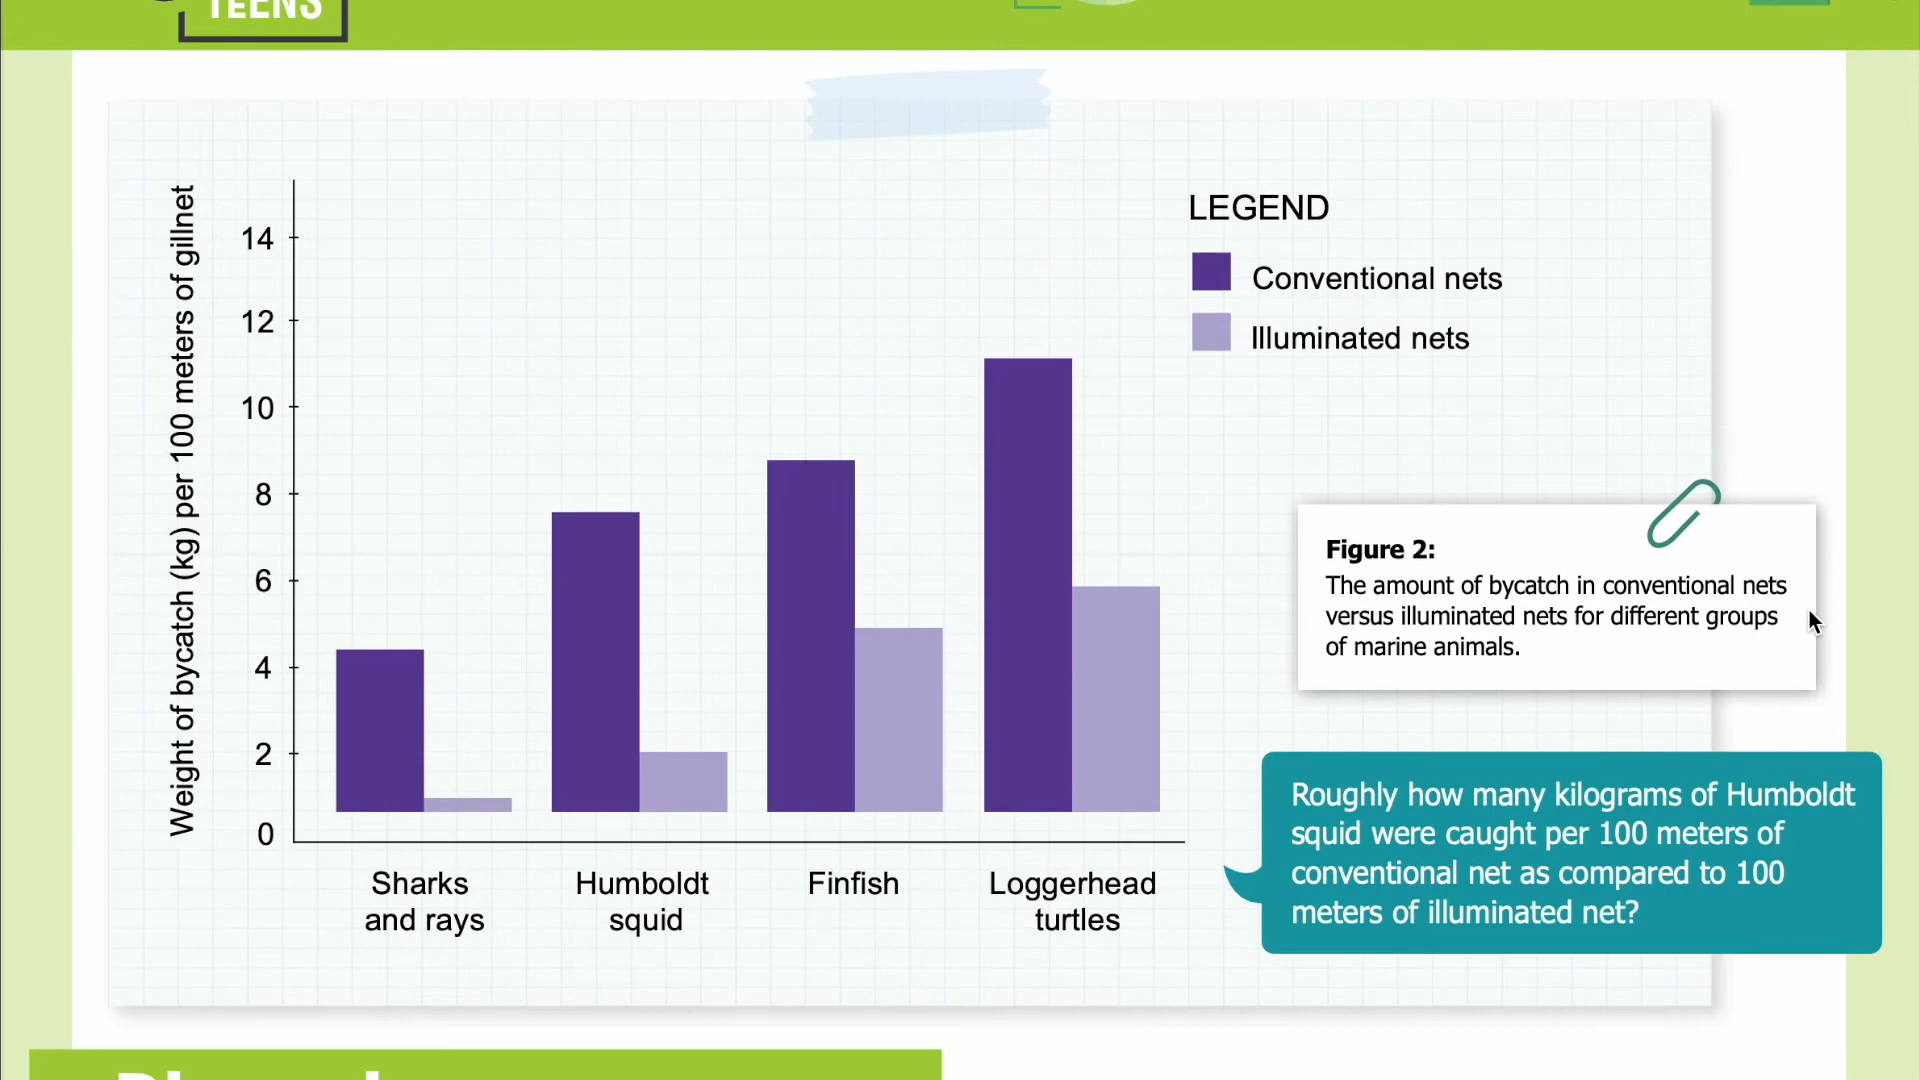 TEENS
Weight of bycatch (kg) per 100 meters of gillnet
14
12
10
8
6
4
2
0
Sharks
and rays
Humboldt
squid
Finfish
Loggerhead
turtles
LEGEND
Conventional nets
Illuminated nets
Figure 2:
The amount of bycatch in conventional nets
versus illuminated nets for different groups
of marine animals.
Roughly how many kilograms of Humboldt
squid were caught per 100 meters of
conventional net as compared to 100
meters of illuminated net?